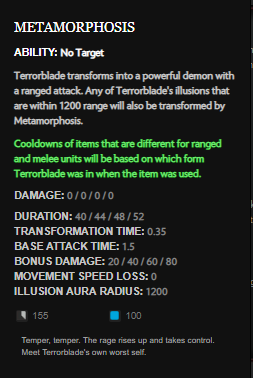 METAMORPHOSIS
ABILITY: No Target
Terrorblade transforms into a powerful demon with
a ranged attack. Any of Terrorblade's illusions that
are within 1200 range will also be transformed by
Metamorphosis.
Cooldowns of items that are different for ranged
and melee units will be based on which form
Terrorblade was in when the item was used.
DAMAGE: 0 / 0 / 0 / 0
DURATION: 40 / 44 / 48 / 52
TRANSFORMATION TIME: 0.35
BASE ATTACK TIME: 1.5
BONUS DAMAGE: 20 / 40 / 60 / 80
MOVEMENT SPEED LOSS: 0
ILLUSION AURA RADIUS: 1200
155 100
Temper, temper. The rage rises up and takes control.
Meet Terrorblade's own worst self.